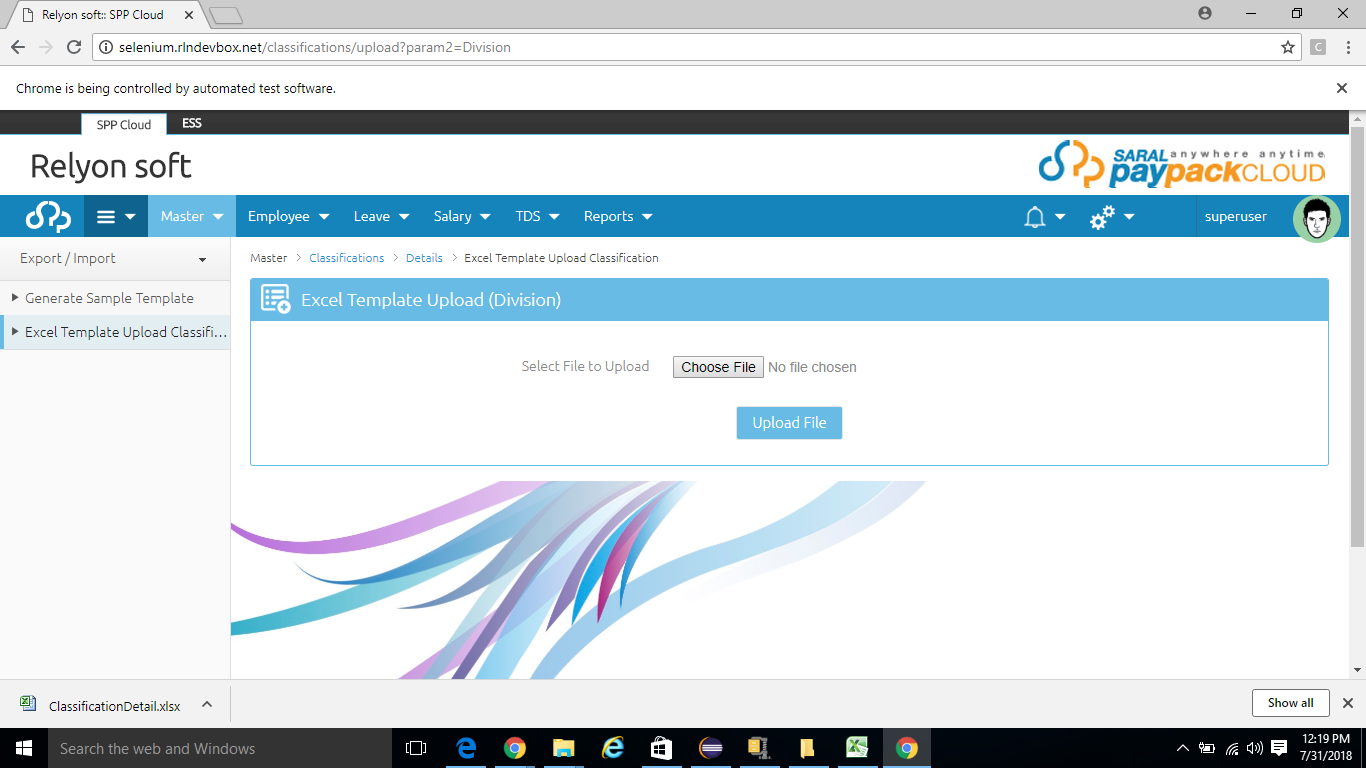 Relyon soft:: SPP Cloud
selenium.rlndevbox.net/classifications/upload?param2=Division
C
Chrome is being controlled by automated test software.
SPP Cloud ESS
Relyon soft
SARAL anywhere anytime
paypackCLOUD
Master Employee Leave Salary TDS Reports superuser
Export / Import
Master Classifications Details Excel Template Upload Classification
Generate Sample Template
Excel Template Upload Classifi...
Excel Template Upload (Division)
Select File to Upload Choose File No file chosen
Upload File
ClassificationDetail.xlsx Show all
Search the web and Windows
12:19 PM
7/31/2018